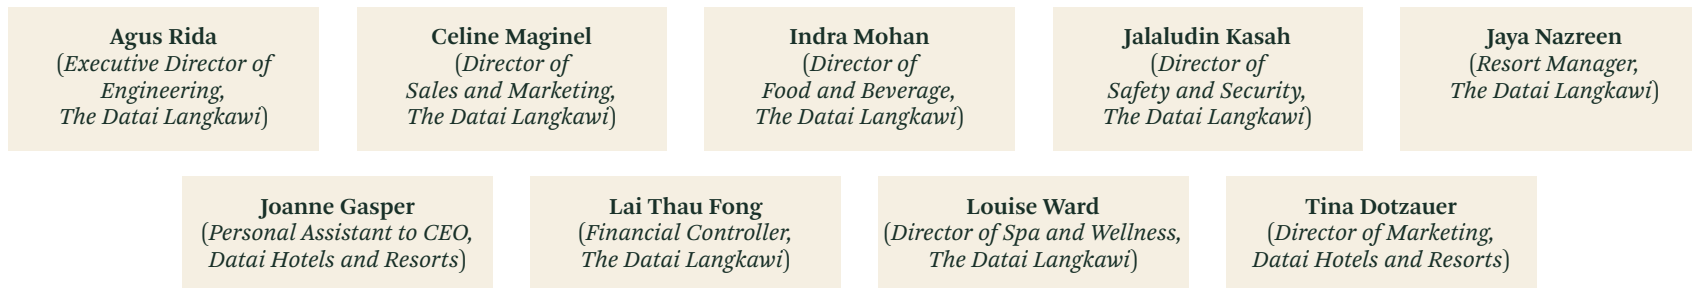 Agus Rida
(Executive Director of
Engineering,
The Datai Langkawi)
Celine Maginel
(Director of
Sales and Marketing,
The Datai Langkawi)
Indra Mohan
(Director of
Food and Beverage,
The Datai Langkawi)
Jalaludin Kasah
(Director of
Safety and Security,
The Datai Langkawi)
Jaya Nazreen
(Resort Manager,
The Datai Langkawi)
Joanne Gasper
(Personal Assistant to CEO,
Datai Hotels and Resorts)
Lai Thau Fong
(Financial Controller,
The Datai Langkawi)
Louise Ward
(Director of Spa and Wellness,
The Datai Langkawi)
Tina Dotzauer
(Director of Marketing,
Datai Hotels and Resorts)